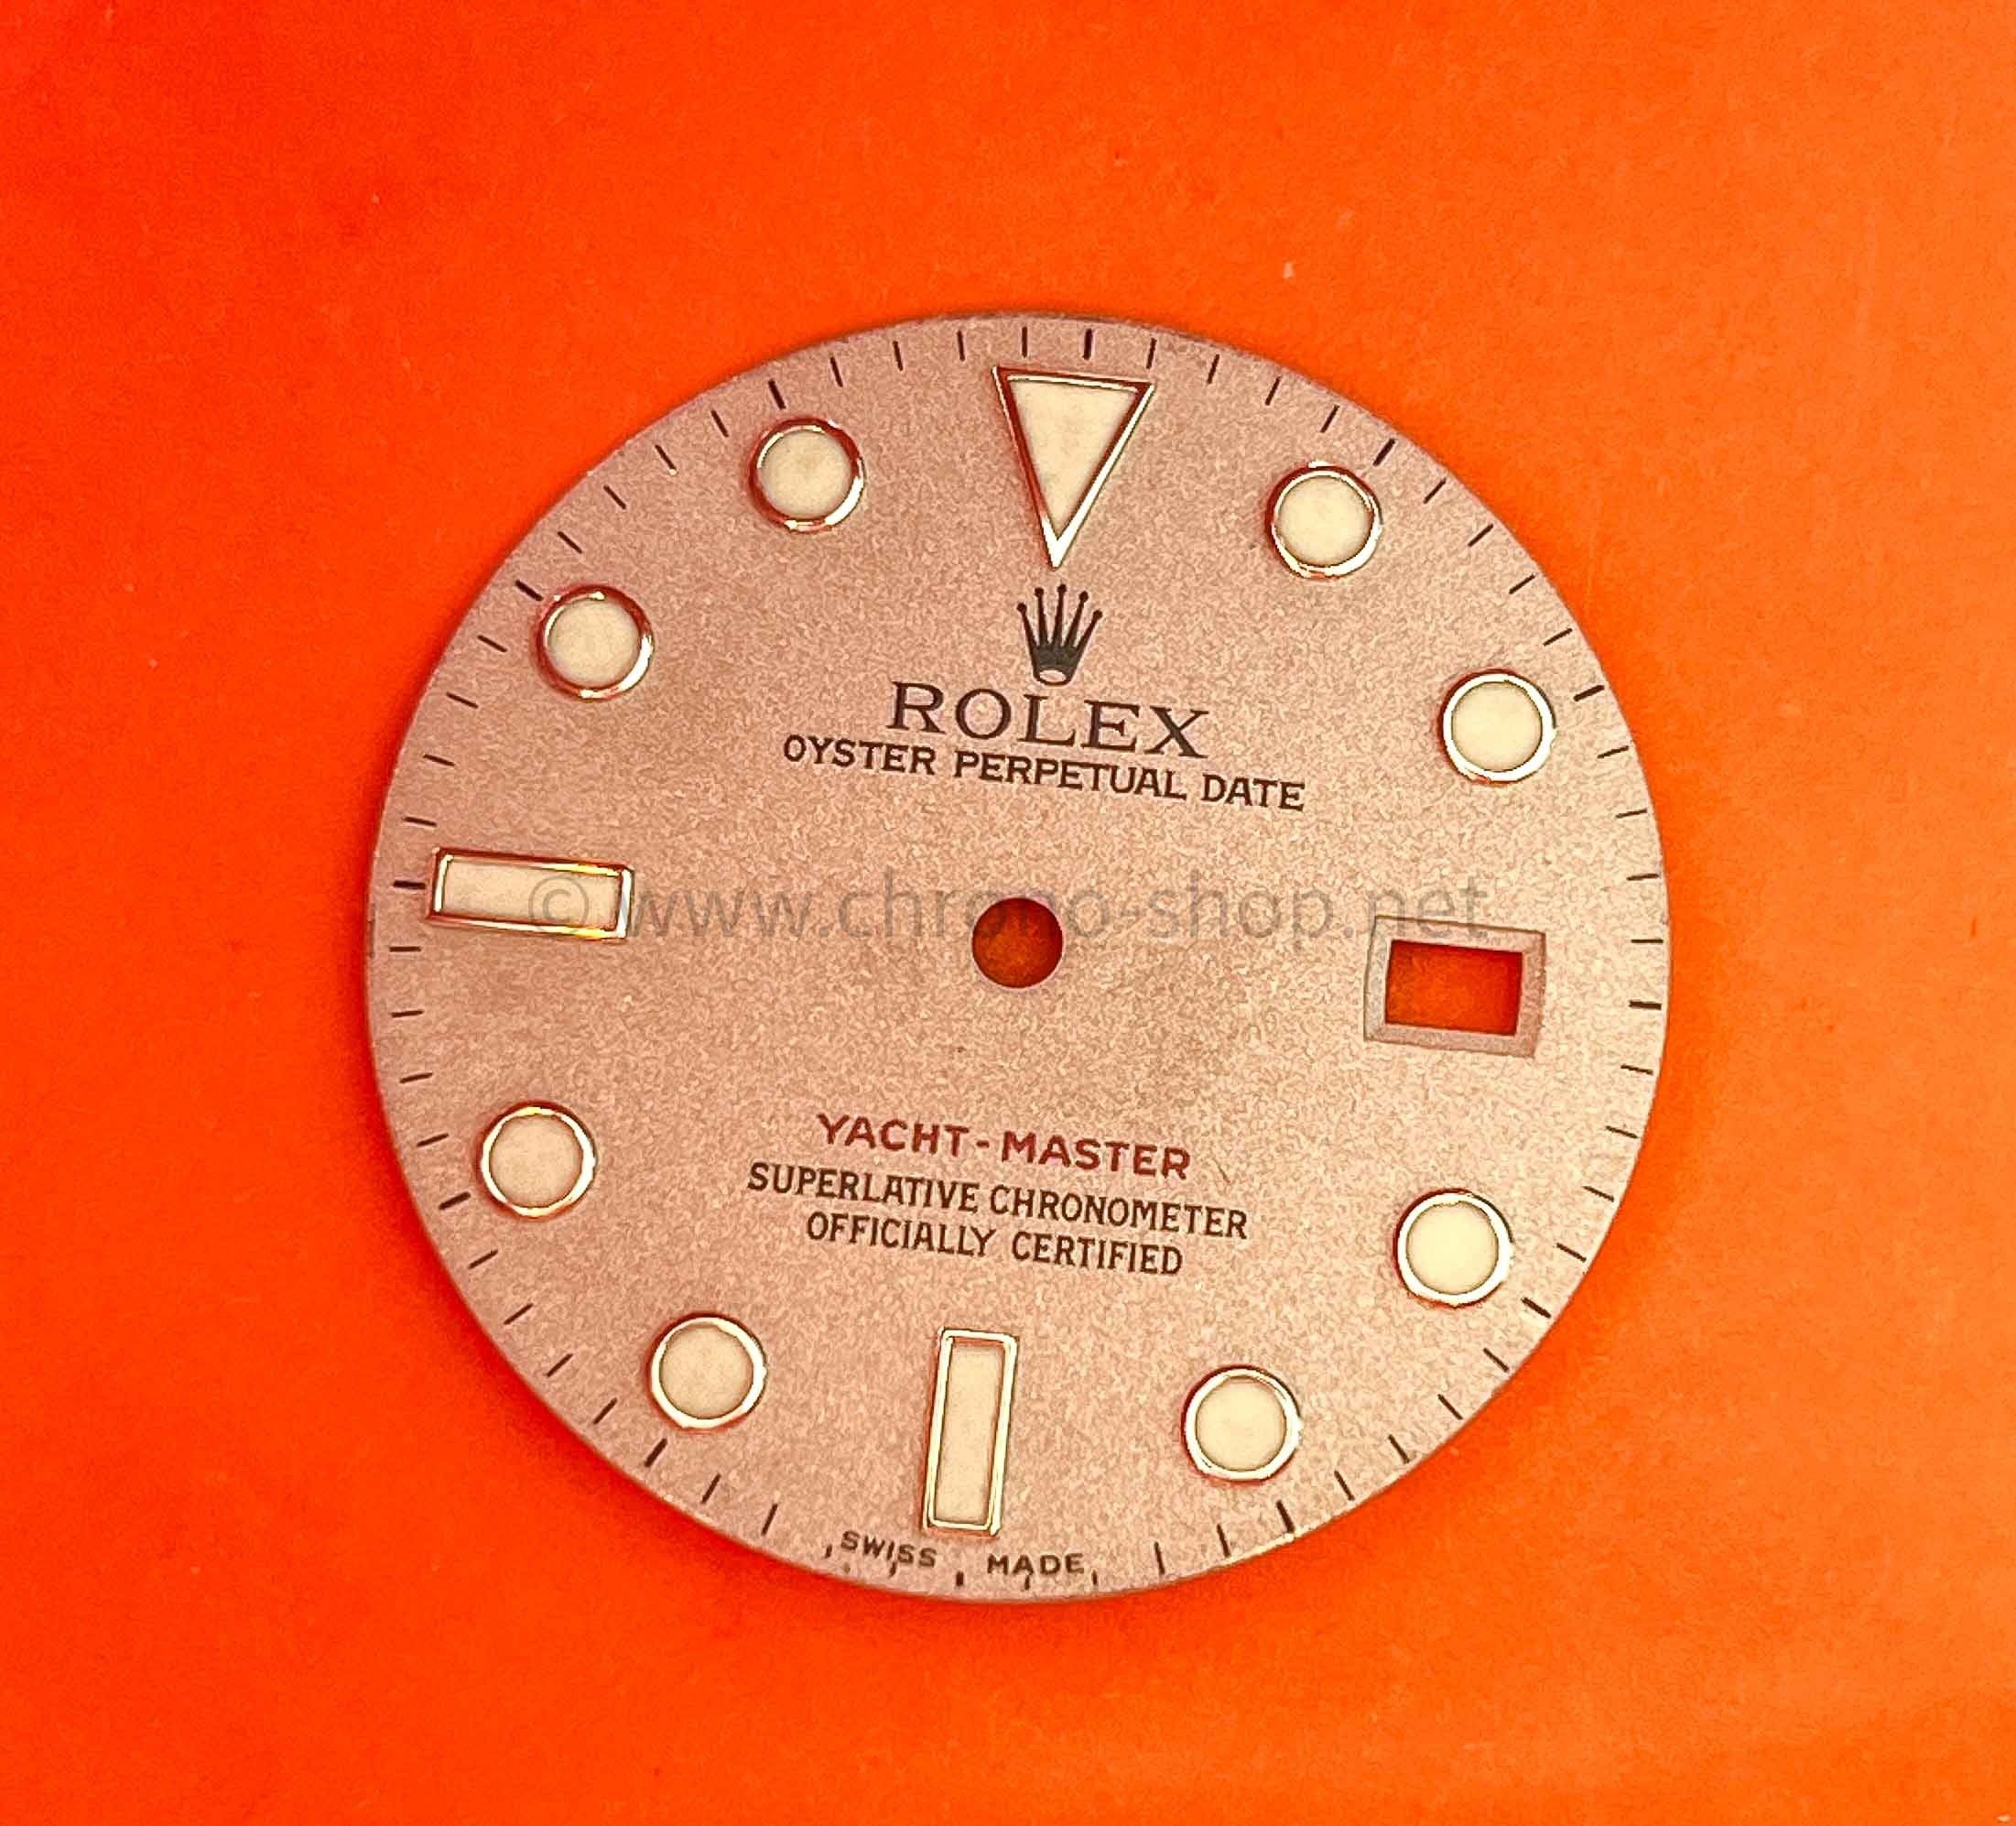 ROLEX
OYSTER PERPETUAL DATE
© www.chrono-shop.net
YACHT-MASTER
SUPERLATIVE CHRONOMETER
OFFICIALLY CERTIFIED
SWISS MADE